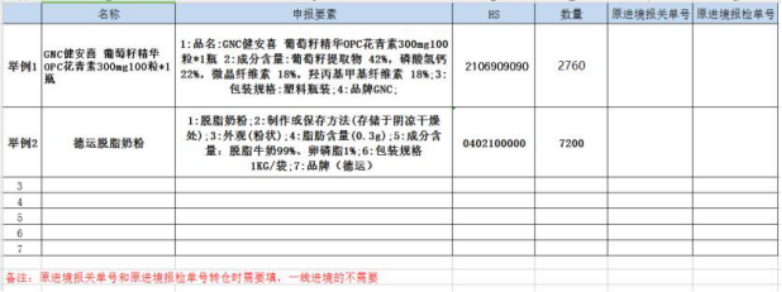 名称 申报要素 HS 数量 原进境报关单号 原进境报检单号
举例1
GNC健安喜 葡萄籽精华
OPC花青素300mg100粒*1
瓶
1:品名:GNC健安喜 葡萄籽精华OPC花青素300mg100
粒*1瓶 2:成分含量:葡萄籽提取物 42%，磷酸氢钙
22%，微晶纤维素 18%，羟丙基甲基纤维素 18%;3:
包装规格:塑料瓶装;4:品牌GNC;
2106909090
2760
举例2
德运脱脂奶粉
1:脱脂奶粉;2:制作或保存方法(存储于阴凉干燥
处);3:外观(粉状);4:脂肪含量(0.3g);5:成分含
量：脱脂牛奶99%、卵磷脂1%;6:包装规格
1KG/袋;7:品牌（德运）
0402100000
7200
3
4
5
6
7
备注：原进境报关单号和原进境报检单号转仓时需要填，一线进境的不需要